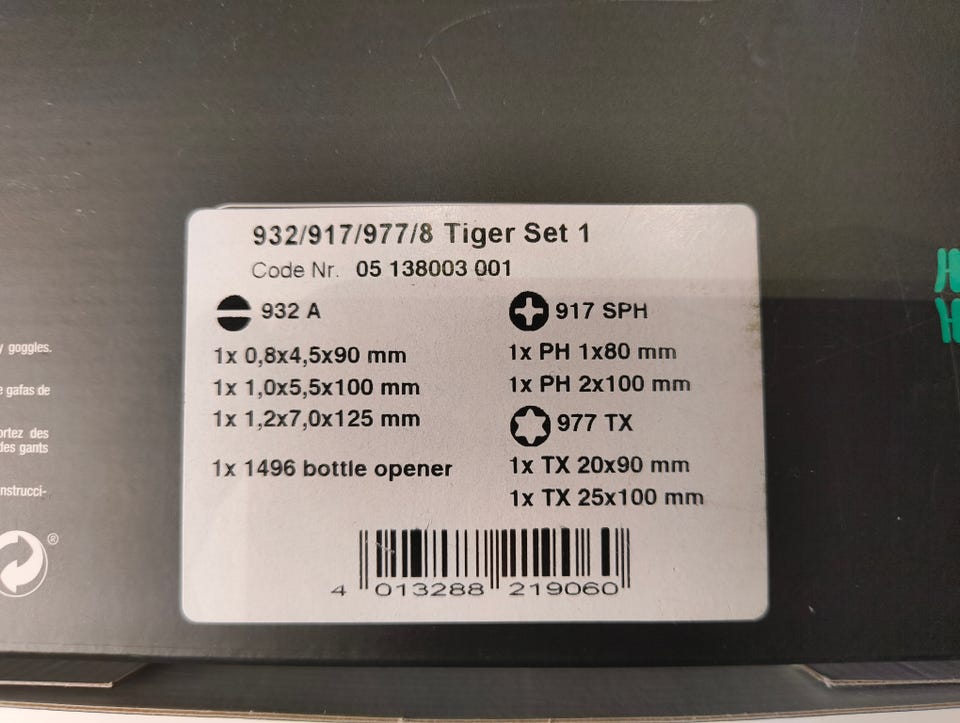 932/917/977/8 Tiger Set 1
Code Nr. 05 138003 001
932 A
1x 0,8x4,5x90 mm
1x 1,0x5,5x100 mm
1x 1,2x7,0x125 mm
1x 1496 bottle opener
917 SPH
1x PH 1x80 mm
1x PH 2x100 mm
977 TX
1x TX 20x90 mm
1x TX 25x100 mm
4 013288 219060
goggles.
gafas de
des
des gants
®